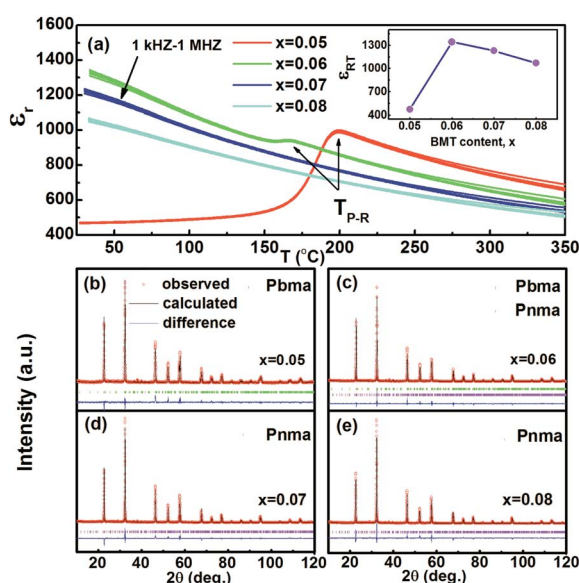 (a)
1 kHZ-1 MHZ
x=0.05
x=0.06
x=0.07
x=0.08
T_P-R
ε_r
1600
1400
1200
1000
800
600
400
50 100 150 200 250 300 350
T (°C)
ε_RT
1300
1000
700
400
0.05 0.06 0.07 0.08
BMT content, x
Intensity (a.u.)
(b)
observed
calculated
difference
Pbma
x=0.05
(c)
Pbma
Pnma
x=0.06
(d)
Pnma
x=0.07
(e)
Pnma
x=0.08
20 40 60 80 100 120
2θ (deg.)
20 40 60 80 100 120
2θ (deg.)